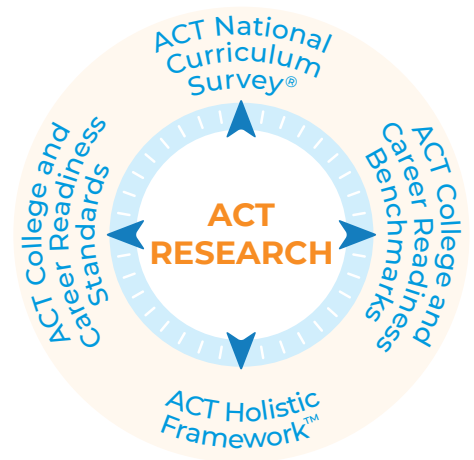 ACT National
Curriculum
Survey®
ACT College and
Career Readiness
Standards
ACT
RESEARCH
ACT College and
Career Readiness
Benchmarks
ACT Holistic
Framework™